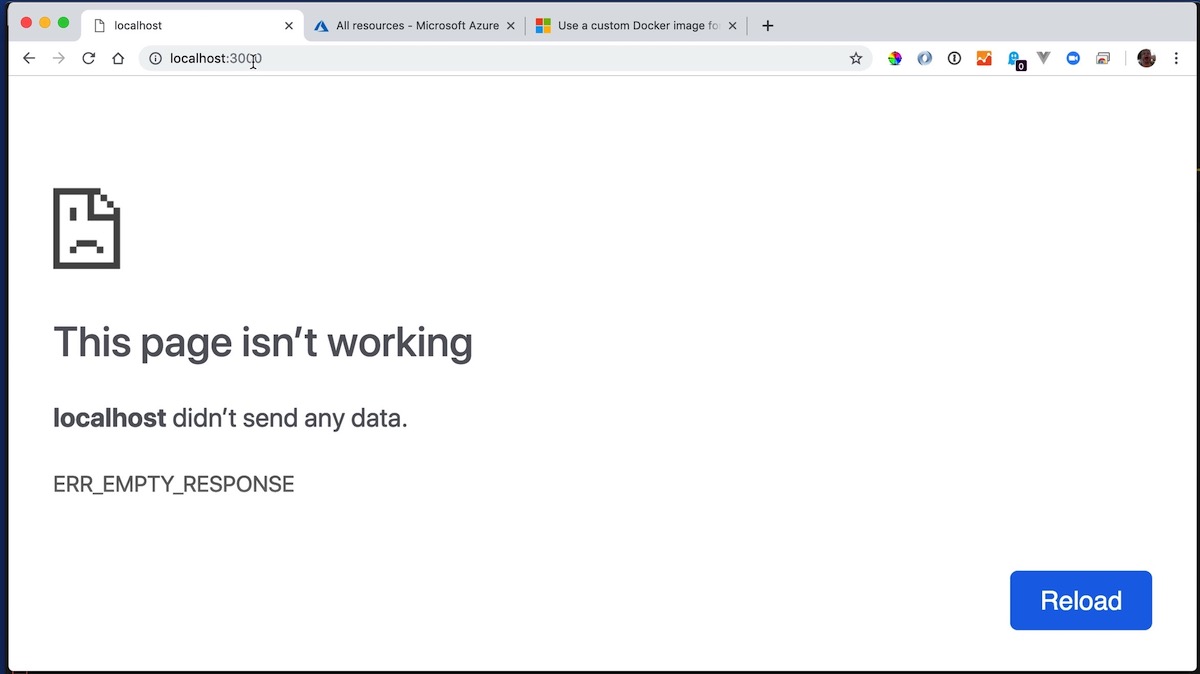 localhost
All resources - Microsoft Azure
Use a custom Docker image fo
localhost:3000
0
This page isn't working
localhost didn't send any data.
ERR_EMPTY_RESPONSE
Reload